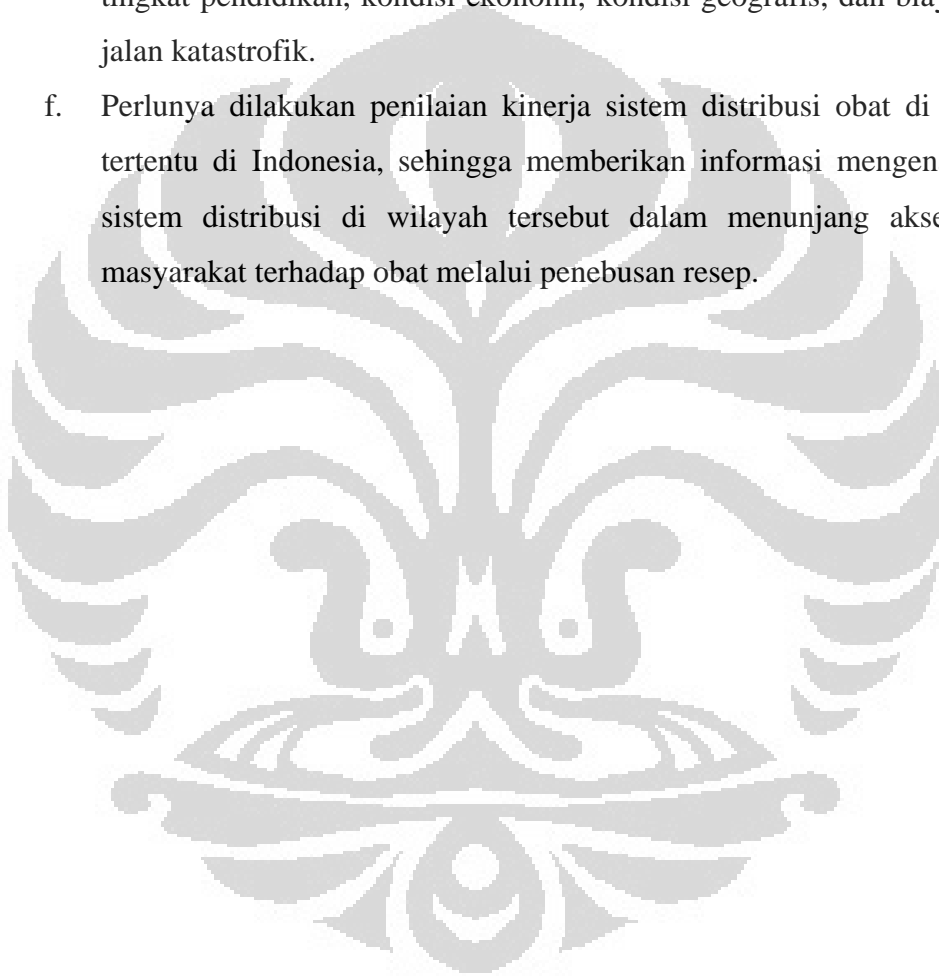 tingkat pendidikan, kondisi ekonomi, kondisi geografis, dan
jalan katastrofik.
f. Perlunya dilakukan penilaian kinerja sistem distribusi obat di
tertentu di Indonesia, sehingga memberikan informasi
sistem distribusi di wilayah tersebut dalam menunjang
masyarakat terhadap obat melalui penebusan resep.